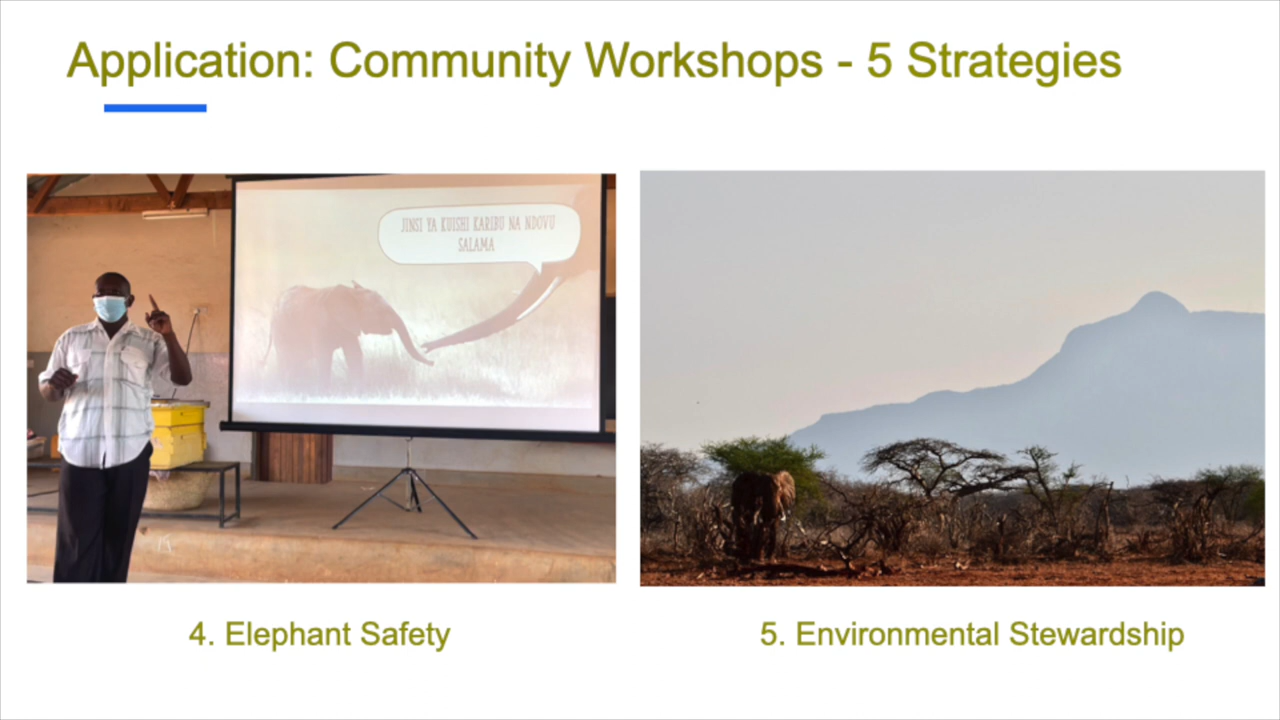 Application: Community Workshops - 5 Strategies
JINSI YA KUISHI KARIBU NA NDOVU
SALAMA
4. Elephant Safety
5. Environmental Stewardship